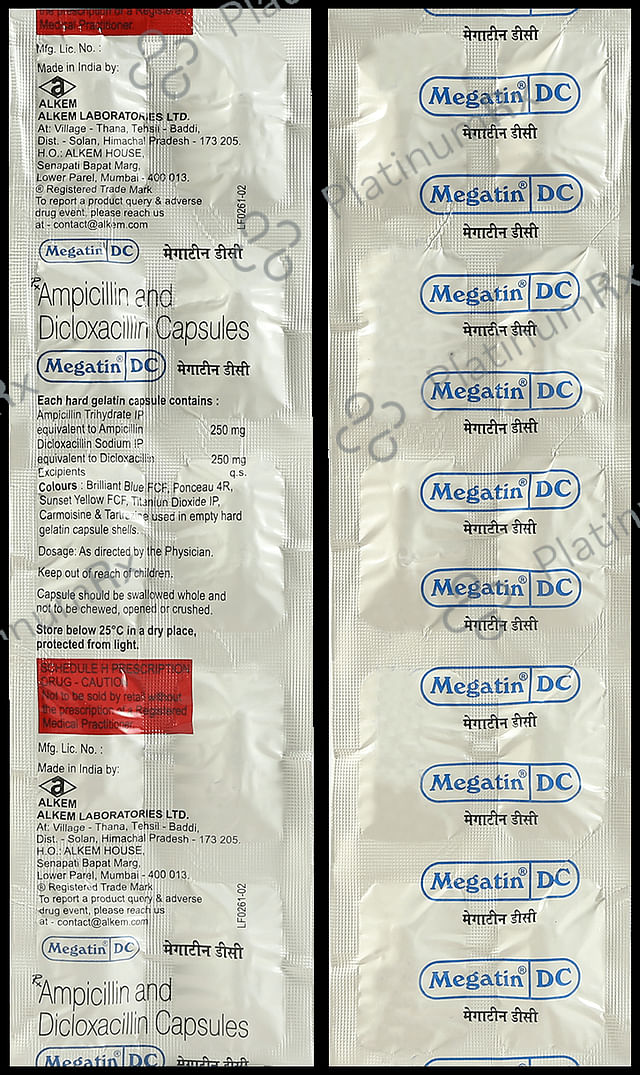 the prescription of a Registered
Medical Practitioner.
Mfg. Lic. No. :
Made in India by:
a
ALKEM
ALKEM LABORATORIES LTD.
At: Village - Thana, Tehsil - Baddi,
Dist. - Solan, Himachal Pradesh - 173 205.
H.O.: ALKEM HOUSE,
Senapati Bapat Marg,
Lower Parel, Mumbai - 400 013.
® Registered Trade Mark
To report a product query & adverse
drug event, please reach us
at - contact@alkem.com
LF0261-02
Megatin® DC मेगाटीन डीसी
Rx Ampicillin and
Dicloxacillin Capsules
Megatin® DC मेगाटीन डीसी
Each hard gelatin capsule contains :
Ampicillin Trihydrate IP
equivalent to Ampicillin 250 mg
Dicloxacillin Sodium IP
equivalent to Dicloxacillin 250 mg
Excipients q.s.
Colours : Brilliant Blue FCF, Ponceau 4R,
Sunset Yellow FCF, Titanium Dioxide IP,
Carmoisine & Tartrazine used in empty hard
gelatin capsule shells.
Dosage: As directed by the Physician.
Keep out of reach of children.
Capsule should be swallowed whole and
not to be chewed, opened or crushed.
Store below 25°C in a dry place,
protected from light.
SCHEDULE H PRESCRIPTION
DRUG - CAUTION
Not to be sold by retail without
the prescription of a Registered
Medical Practitioner.
Mfg. Lic. No. :
Made in India by:
a
ALKEM
ALKEM LABORATORIES LTD.
At: Village - Thana, Tehsil - Baddi,
Dist. - Solan, Himachal Pradesh - 173 205.
H.O.: ALKEM HOUSE,
Senapati Bapat Marg,
Lower Parel, Mumbai - 400 013.
® Registered Trade Mark
To report a product query & adverse
drug event, please reach us
at - contact@alkem.com
LF0261-02
Megatin® DC मेगाटीन डीसी
Rx Ampicillin and
Dicloxacillin Capsules
Megatin® DC मेगाटीन डीसी
मेगाटीन डीसी
Megatin® DC
मेगाटीन डीसी
Megatin® DC
मेगाटीन डीसी
Megatin® DC
मेगाटीन डीसी
Megatin® DC
मेगाटीन डीसी
Megatin® DC
मेगाटीन डीसी
Megatin® DC
मेगाटीन डीसी
Megatin® DC
मेगाटीन डीसी
Megatin® DC
मेगाटीन डीसी
Megatin® DC
मेगाटीन डीसी
Megatin® DC
मेगाटीन डीसी
PlatinumRx
PlatinumRx
PlatinumRx
PlatinumRx